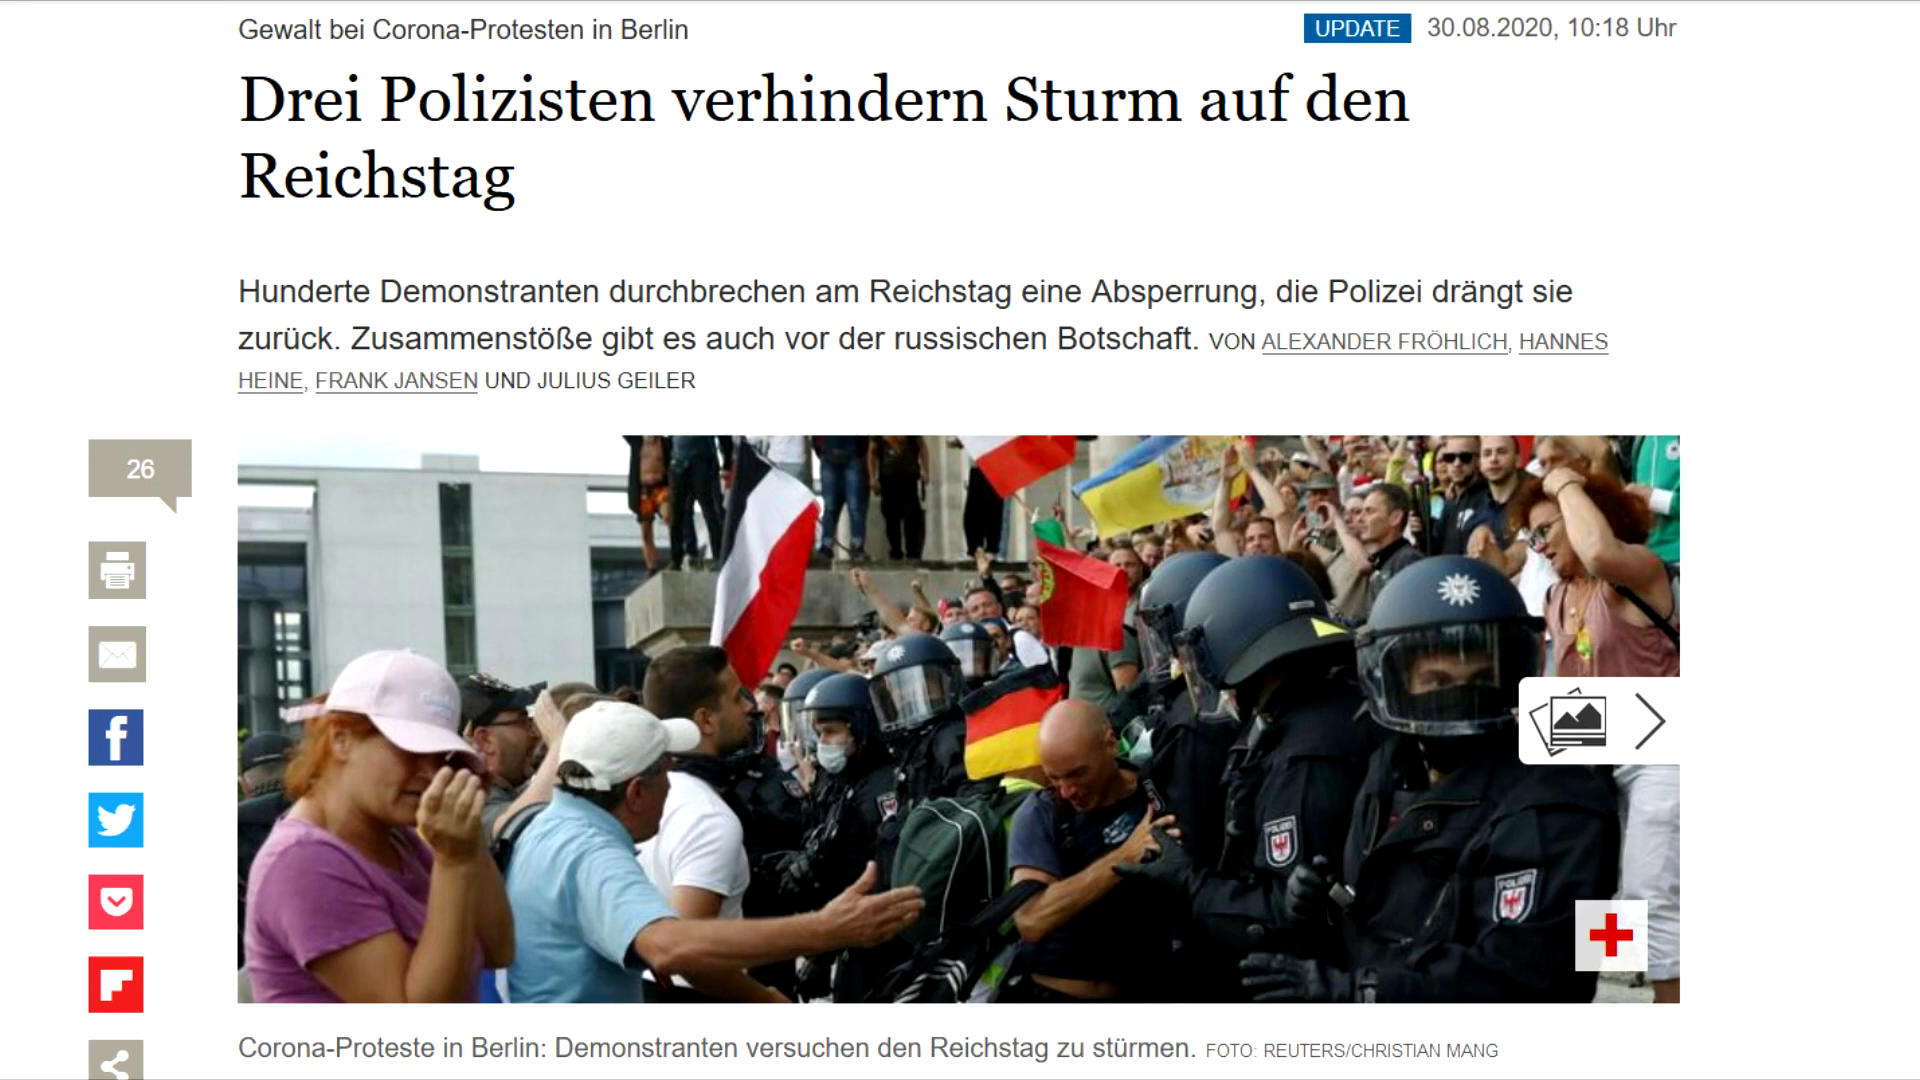 Gewalt bei Corona-Protesten in Berlin
UPDATE 30.08.2020, 10:18 Uhr
Drei Polizisten verhindern Sturm auf den
Reichstag
Hunderte Demonstranten durchbrechen am Reichstag eine Absperrung, die Polizei drängt sie
zurück. Zusammenstöße gibt es auch vor der russischen Botschaft. VON ALEXANDER FRÖHLICH, HANNES
HEINE, FRANK JANSEN UND JULIUS GEILER
26
POLIZEI
POLIZEI
Corona-Proteste in Berlin: Demonstranten versuchen den Reichstag zu stürmen. FOTO: REUTERS/CHRISTIAN MANG